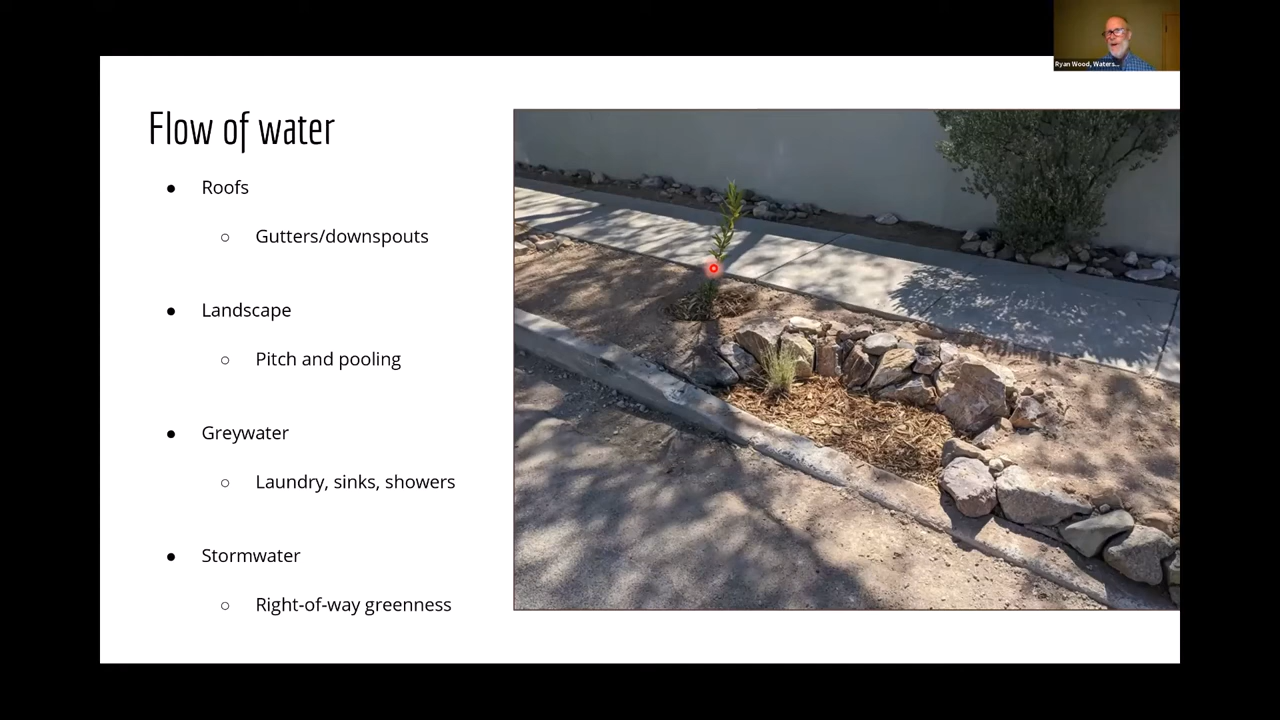 Ryan Wood, Waters...
Flow of water
● Roofs
○ Gutters/downspouts
● Landscape
○ Pitch and pooling
● Greywater
○ Laundry, sinks, showers
● Stormwater
○ Right-of-way greenness